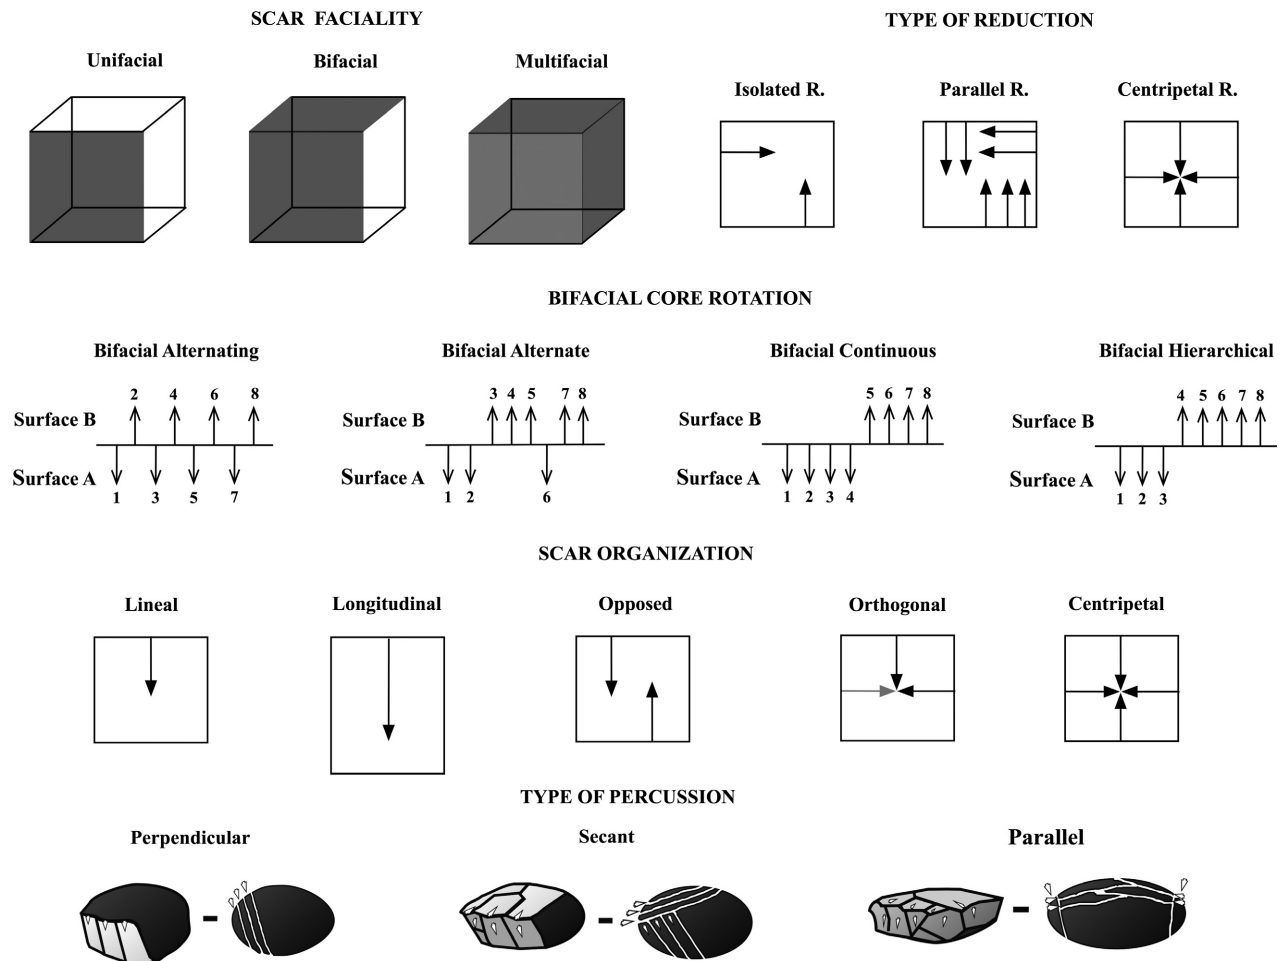 SCAR FACIALITY
Unifacial
Bifacial
Multifacial
TYPE OF REDUCTION
Isolated R.
Parallel R.
Centripetal R.
BIFACIAL CORE ROTATION
Bifacial Alternating
2 4 6 8
Surface B
Surface A
1 3 5 7
Bifacial Alternate
3 4 5 7 8
Surface B
Surface A
1 2 6
Bifacial Continuous
5 6 7 8
Surface B
Surface A
1 2 3 4
Bifacial Hierarchical
4 5 6 7 8
Surface B
Surface A
1 2 3
SCAR ORGANIZATION
Lineal
Longitudinal
Opposed
Orthogonal
Centripetal
TYPE OF PERCUSSION
Perpendicular
Secant
Parallel